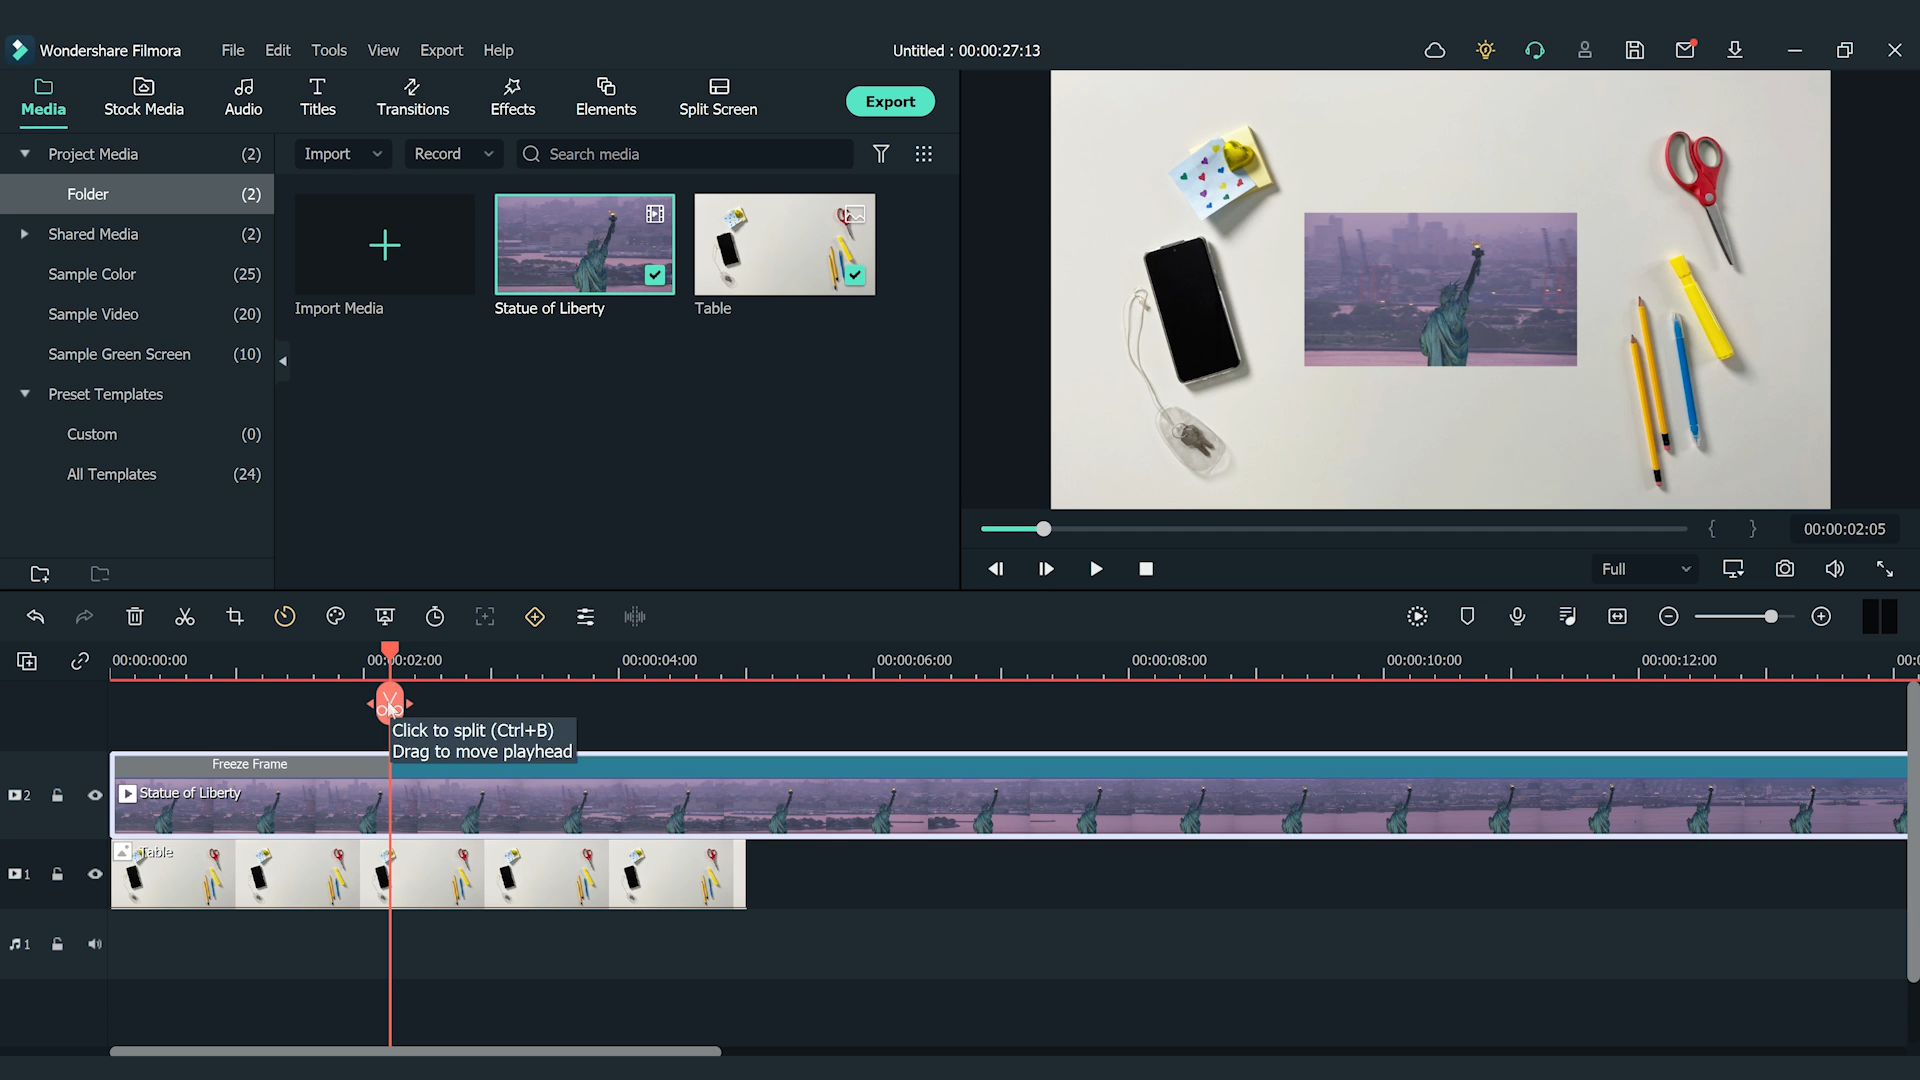 Wondershare Filmora File Edit Tools View Export Help Untitled : 00:00:27:13
Media Stock Media Audio Titles Transitions Effects Elements Split Screen Export
Project Media (2)
Folder (2)
Shared Media (2)
Sample Color (25)
Sample Video (20)
Sample Green Screen (10)
Preset Templates
Custom (0)
All Templates (24)
Import Record Search media
Import Media Statue of Liberty Table
{ } 00:00:02:05
Full
00:00:00:00 00:00:02:00 00:00:04:00 00:00:06:00 00:00:08:00 00:00:10:00 00:00:12:00
Click to split (Ctrl+B)
Drag to move playhead
Freeze Frame
2 Statue of Liberty
1 Table
1